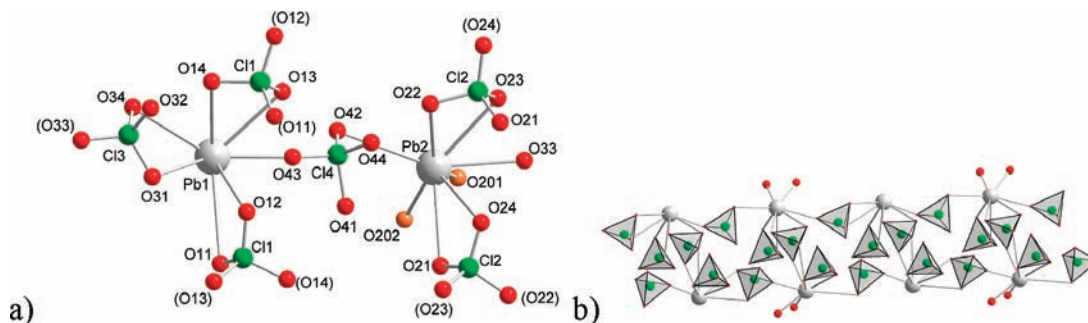 (O12)
(O24)
Cl1
O14
O13
Cl2
O23
O22
O34
O32
(O33)
(O11)
O42
O21
Cl3
Pb2
O44
O33
O31
Pb1
O43
Cl4
O201
O12
O41
O24
O202
O11
Cl1
O21
Cl2
(O13)
(O14)
(O23)
(O22)
a)
b)